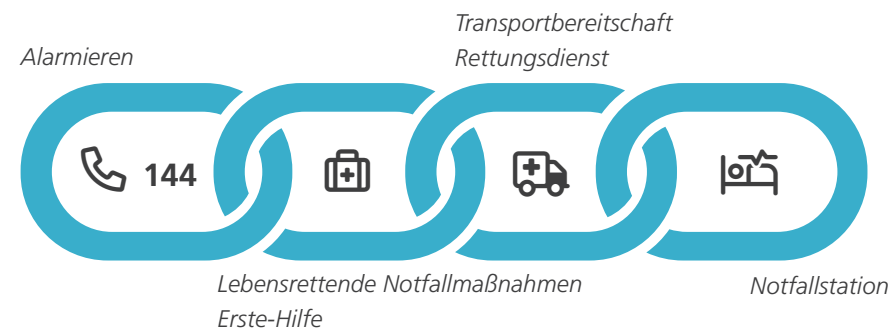 Transportbereitschaft
Rettungsdienst
Alarmieren
144
Lebensrettende Notfallmaßnahmen
Erste-Hilfe
Notfallstation